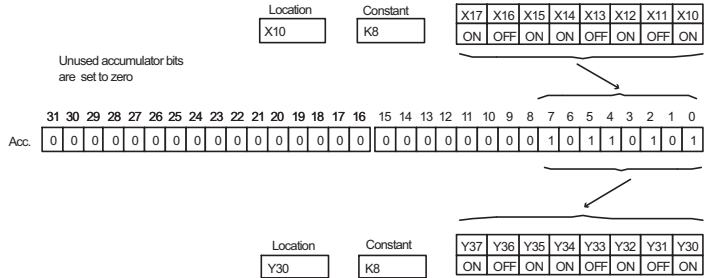 Location Constant
X10 K8
X17 X16 X15 X14 X13 X12 X11 X10
ON OFF ON ON OFF ON OFF ON
Unused accumulator bits
are set to zero
31 30 29 28 27 26 25 24 23 22 21 20 19 18 17 16 15 14 13 12 11 10 9 8 7 6 5 4 3 2 1 0
Acc. 0 0 0 0 0 0 0 0 0 0 0 0 0 0 0 0 0 0 0 0 0 0 0 0 1 0 1 1 0 1 0 1
Location Constant
Y30 K8
Y37 Y36 Y35 Y34 Y33 Y32 Y31 Y30
ON OFF ON ON OFF ON OFF ON